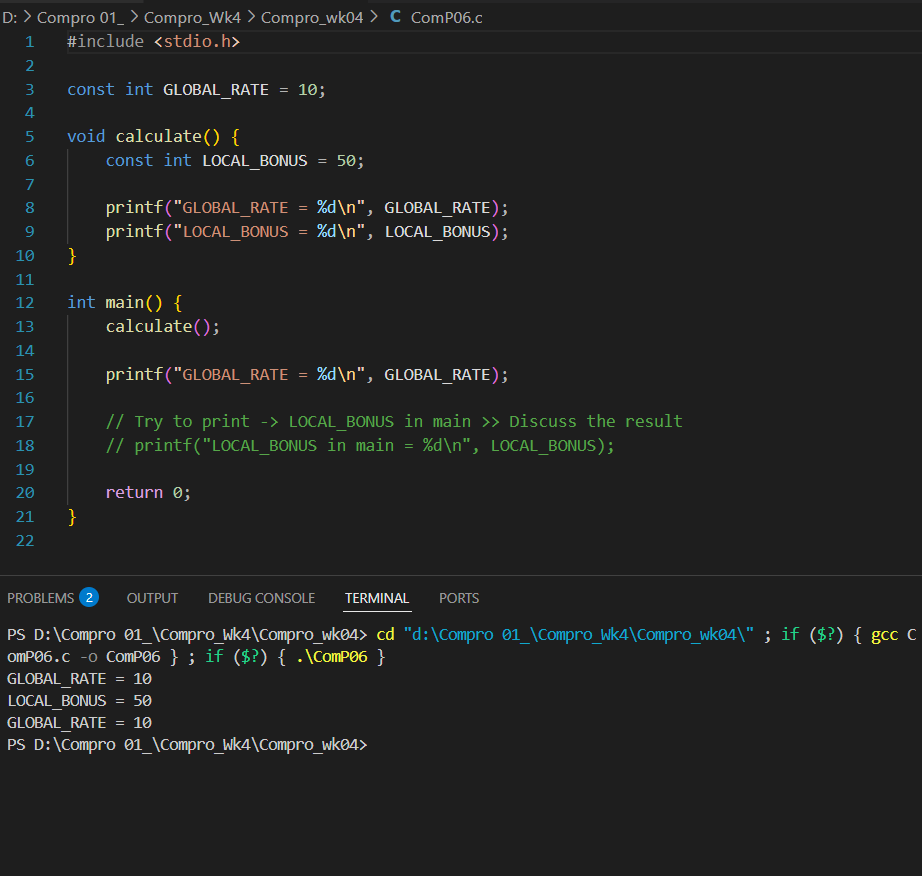 D: > Compro 01_ > Compro_Wk4 > Compro_wk04 > C ComP06.c
1 #include <stdio.h>
2
3 const int GLOBAL_RATE = 10;
4
5 void calculate() {
6     const int LOCAL_BONUS = 50;
7
8     printf("GLOBAL_RATE = %d\n", GLOBAL_RATE);
9     printf("LOCAL_BONUS = %d\n", LOCAL_BONUS);
10 }
11
12 int main() {
13     calculate();
14
15     printf("GLOBAL_RATE = %d\n", GLOBAL_RATE);
16
17     // Try to print -> LOCAL_BONUS in main >> Discuss the result
18     // printf("LOCAL_BONUS in main = %d\n", LOCAL_BONUS);
19
20     return 0;
21 }
22
PROBLEMS 2 OUTPUT DEBUG CONSOLE TERMINAL PORTS
PS D:\Compro 01_\Compro_Wk4\Compro_wk04> cd "d:\Compro 01_\Compro_Wk4\Compro_wk04\" ; if ($?) { gcc C
omP06.c -o ComP06 } ; if ($?) { .\ComP06 }
GLOBAL_RATE = 10
LOCAL_BONUS = 50
GLOBAL_RATE = 10
PS D:\Compro 01_\Compro_Wk4\Compro_wk04>